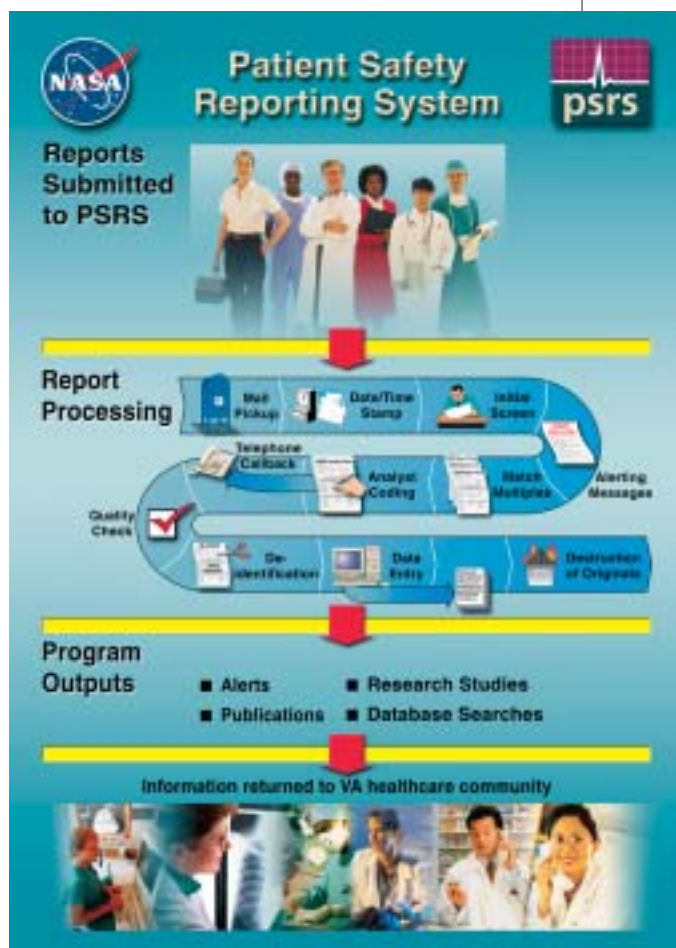 NASA
Patient Safety
Reporting System
psrs
Reports
Submitted
to PSRS
Report
Processing
Mail
Pickup
Date/Time
Stamp
Initial
Screen
Alerting
Messages
Match
Multiples
Analyst
Coding
Telephone
Callback
Quality
Check
De-
identification
Data
Entry
Destruction
of Originals
Program
Outputs
■ Alerts
■ Research Studies
■ Publications
■ Database Searches
Information returned to VA healthcare community